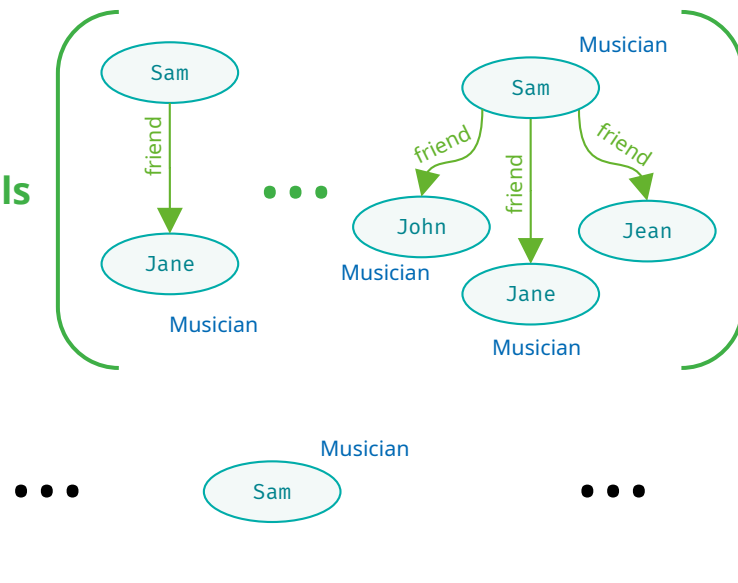 Musician
Sam
Sam
friend
friend
friend
friend
ls
John
Jean
Jane
Musician
Jane
Musician
Musician
Musician
Sam